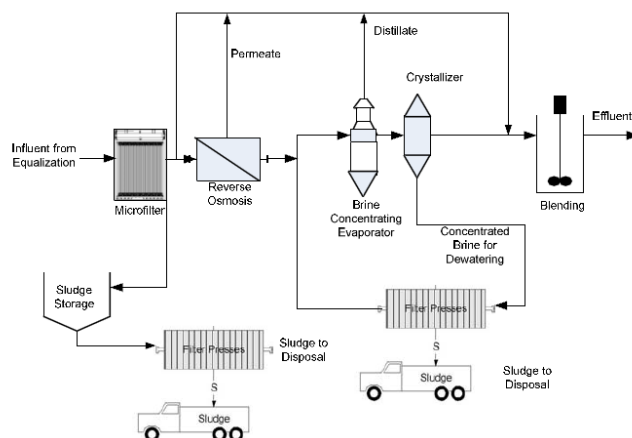 Distillate
Permeate
Crystallizer
Effluent
Influent from
Equalization
Reverse
Osmosis
Microfilter
Brine
Concentrating
Evaporator
Blending
Concentrated
Brine for
Dewatering
Sludge
Storage
Filter Presses
Sludge to
Disposal
S
Sludge
Filter Presses
S
Sludge
Sludge to
Disposal